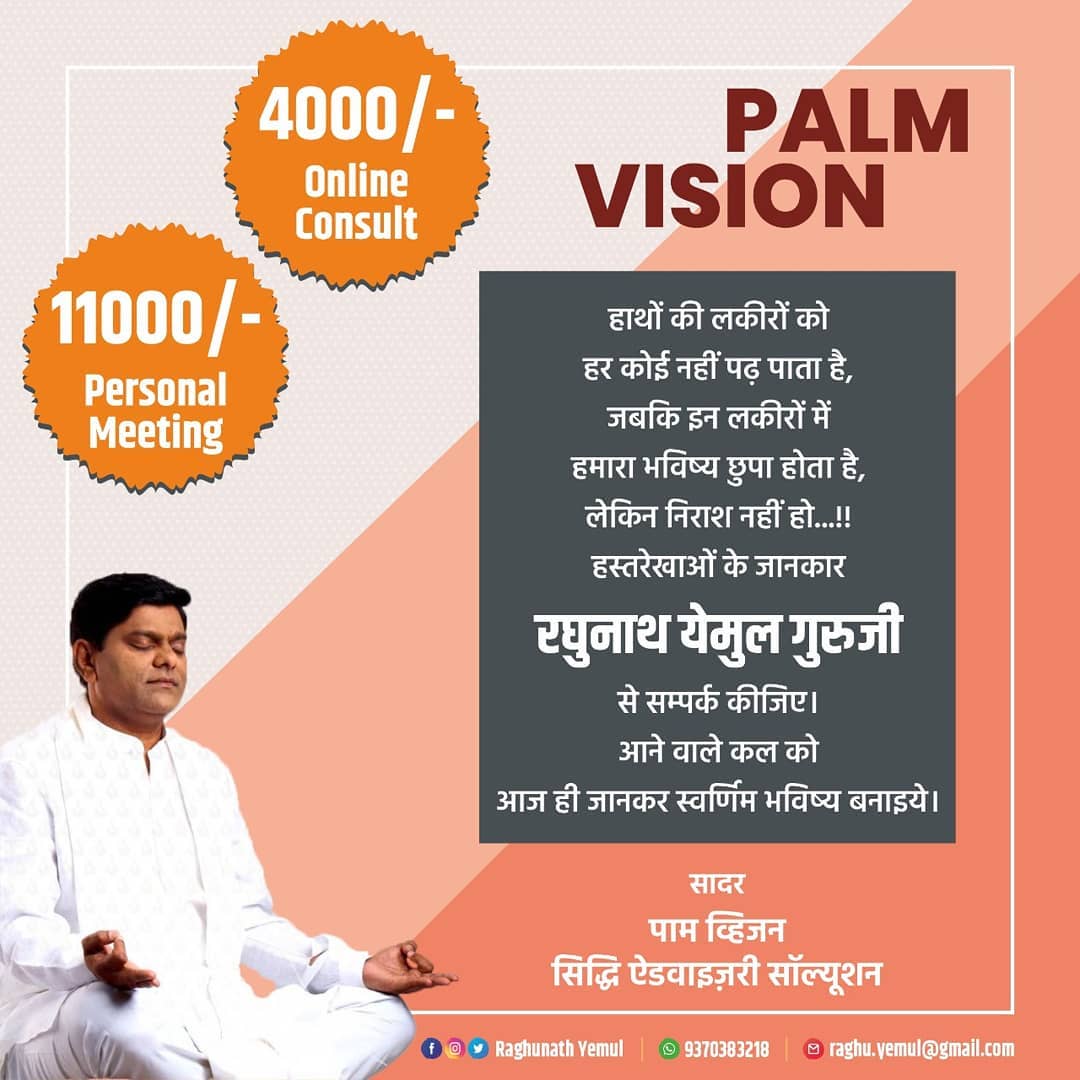 4000/-
Online
Consult
11000/-
Personal
Meeting
PALM
VISION
हाथों की लकीरों को
हर कोई नहीं पढ़ पाता है,
जबकि इन लकीरों में
हमारा भविष्य छुपा होता है,
लेकिन निराश नहीं हो...!!
हस्तरेखाओं के जानकार
रघुनाथ येमुल गुरुजी
से सम्पर्क कीजिए।
आने वाले कल को
आज ही जानकर स्वर्णिम भविष्य बनाइये।
सादर
पाम व्हिजन
सिद्धि ऐडवाइज़री सॉल्यूशन
Raghunath Yemul | 9370383218 | raghu.yemul@gmail.com